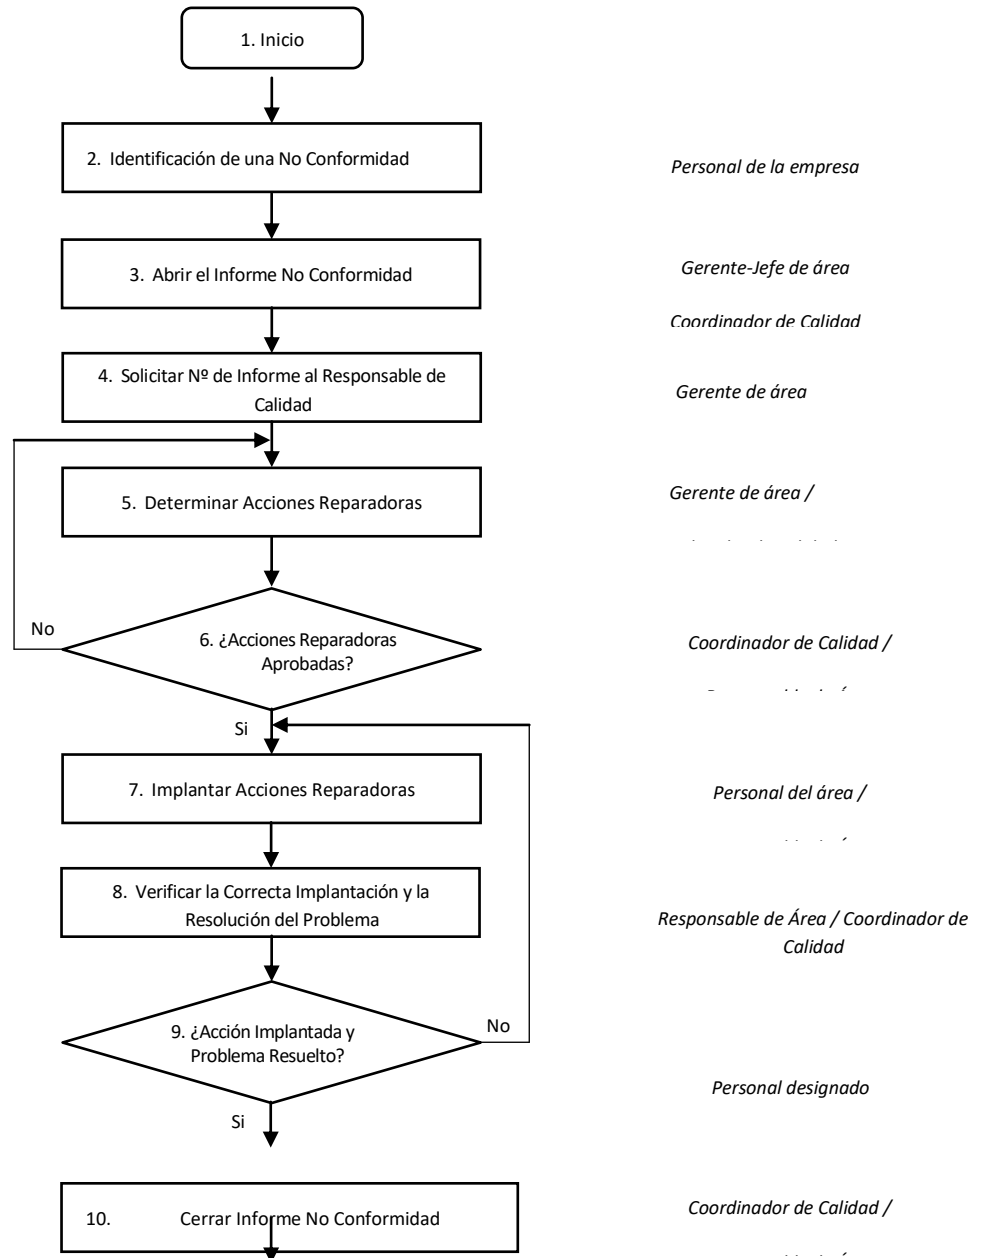 1. Inicio
2. Identificación de una No Conformidad
Personal de la empresa
3. Abrir el Informe No Conformidad
Gerente-Jefe de área
Coordinador de Calidad
4. Solicitar Nº de Informe al Responsable de
Calidad
Gerente de área
5. Determinar Acciones Reparadoras
Gerente de área /
No
6. ¿Acciones Reparadoras
Aprobadas?
Coordinador de Calidad /
Si
7. Implantar Acciones Reparadoras
Personal del área /
8. Verificar la Correcta Implantación y la
Resolución del Problema
Responsable de Área / Coordinador de
Calidad
9. ¿Acción Implantada y
Problema Resuelto?
No
Personal designado
Si
10. Cerrar Informe No Conformidad
Coordinador de Calidad /